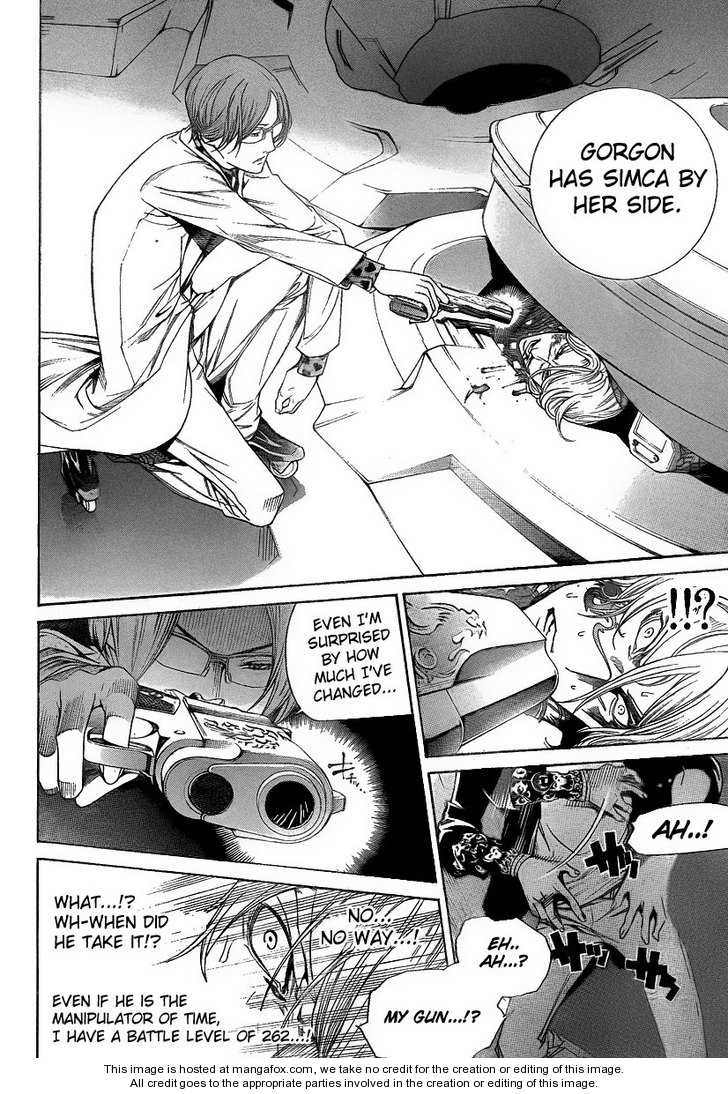 GORGON
HAS SIMCA BY
HER SIDE.
!!?
EVEN I'M
SURPRISED
BY HOW
MUCH I'VE
CHANGED...
AH..!
WHAT...!?
WH-WHEN DID
HE TAKE IT!?
NO...
NO WAY...!
EH..
AH...?
MY GUN...!?
EVEN IF HE IS THE
MANIPULATOR OF TIME,
I HAVE A BATTLE LEVEL OF 262...!
This image is hosted at mangafox.com, we take no credit for the creation or editing of this image.
All credit goes to the appropriate parties involved in the creation or editing of this image.